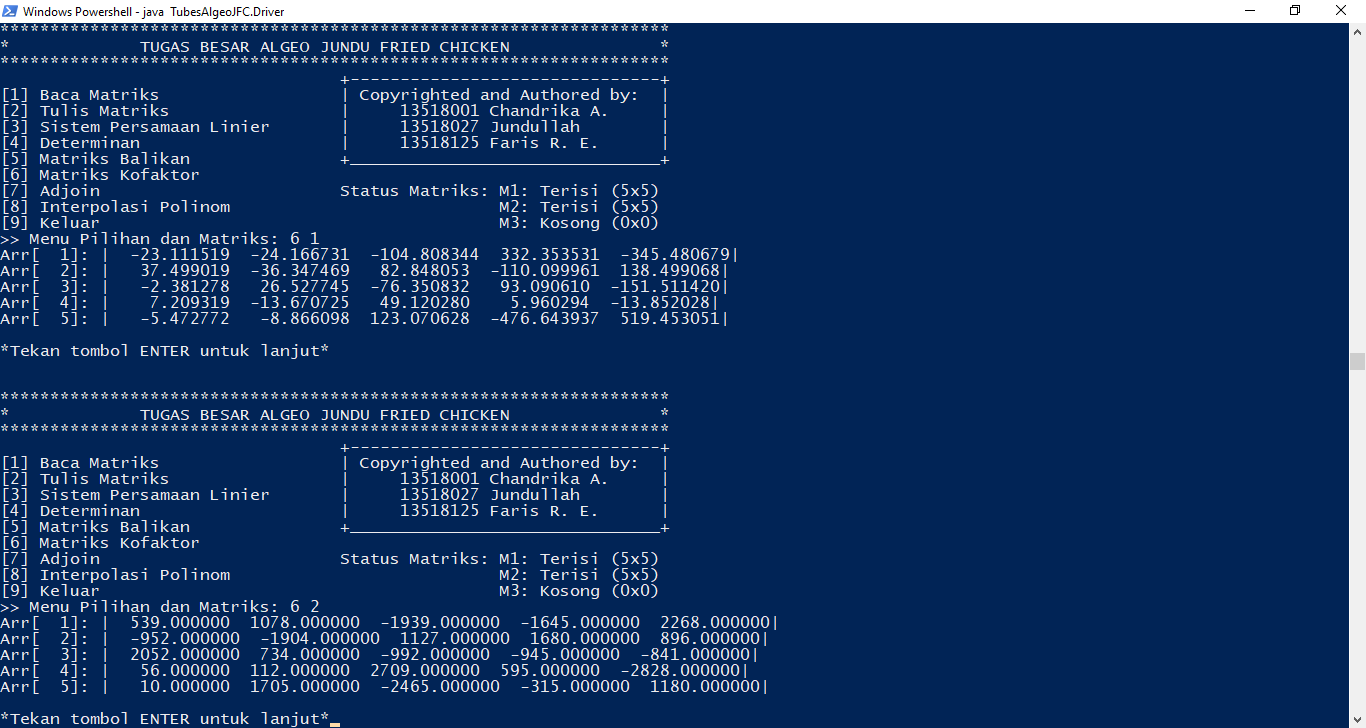 Windows Powershell - java  TubesAlgeoJFC.Driver
*******************************************************************
*             TUGAS BESAR ALGEO JUNDU FRIED CHICKEN               *
*******************************************************************
                                  +-------------------------------+
[1] Baca Matriks                  | Copyrighted and Authored by:  |
[2] Tulis Matriks                 |     13518001 Chandrika A.     |
[3] Sistem Persamaan Linier       |     13518027 Jundullah        |
[4] Determinan                    |     13518125 Faris R. E.      |
[5] Matriks Balikan               +_______________________________+
[6] Matriks Kofaktor
[7] Adjoin                        Status Matriks: M1: Terisi (5x5)
[8] Interpolasi Polinom                           M2: Terisi (5x5)
[9] Keluar                                        M3: Kosong (0x0)
>> Menu Pilihan dan Matriks: 6 1
Arr[  1]: |  -23.111519  -24.166731  -104.808344  332.353531  -345.480679|
Arr[  2]: |   37.499019  -36.347469   82.848053  -110.099961  138.499068|
Arr[  3]: |   -2.381278   26.527745  -76.350832   93.090610  -151.511420|
Arr[  4]: |    7.209319  -13.670725   49.120280    5.960294  -13.852028|
Arr[  5]: |   -5.472772   -8.866098  123.070628  -476.643937  519.453051|
*Tekan tombol ENTER untuk lanjut*
*******************************************************************
*             TUGAS BESAR ALGEO JUNDU FRIED CHICKEN               *
*******************************************************************
                                  +-------------------------------+
[1] Baca Matriks                  | Copyrighted and Authored by:  |
[2] Tulis Matriks                 |     13518001 Chandrika A.     |
[3] Sistem Persamaan Linier       |     13518027 Jundullah        |
[4] Determinan                    |     13518125 Faris R. E.      |
[5] Matriks Balikan               +_______________________________+
[6] Matriks Kofaktor
[7] Adjoin                        Status Matriks: M1: Terisi (5x5)
[8] Interpolasi Polinom                           M2: Terisi (5x5)
[9] Keluar                                        M3: Kosong (0x0)
>> Menu Pilihan dan Matriks: 6 2
Arr[  1]: |  539.000000  1078.000000  -1939.000000  -1645.000000  2268.000000|
Arr[  2]: |  -952.000000  -1904.000000  1127.000000  1680.000000  896.000000|
Arr[  3]: |  2052.000000  734.000000  -992.000000  -945.000000  -841.000000|
Arr[  4]: |   56.000000  112.000000  2709.000000  595.000000  -2828.000000|
Arr[  5]: |   10.000000  1705.000000  -2465.000000  -315.000000  1180.000000|
*Tekan tombol ENTER untuk lanjut*